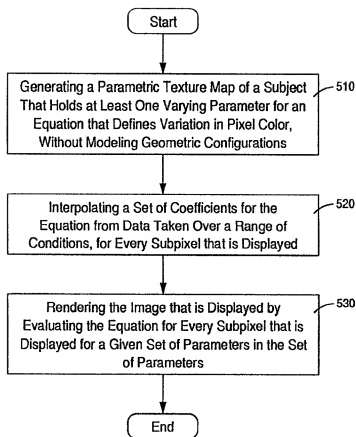 Start
Generating a Parametric Texture Map of a Subject
That Holds at Least One Varying Parameter for an
Equation that Defines Variation in Pixel Color,
Without Modeling Geometric Configurations
510
Interpolating a Set of Coefficients for the
Equation from Data Taken Over a Range of
Conditions, for Every Subpixel that is Displayed
520
Rendering the Image that is Displayed by
Evaluating the Equation for Every Subpixel that is
Displayed for a Given Set of Parameters in the Set
of Parameters
530
End